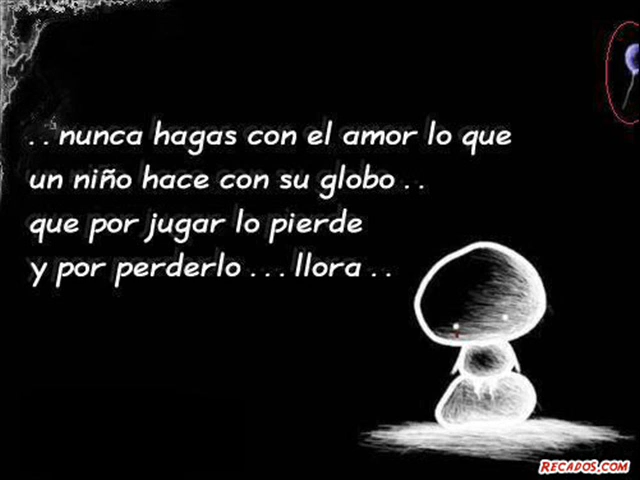 . . nunca hagas con el amor lo que
un niño hace con su globo . .
que por jugar lo pierde
y por perderlo . . . llora . .
RECADOS.COM